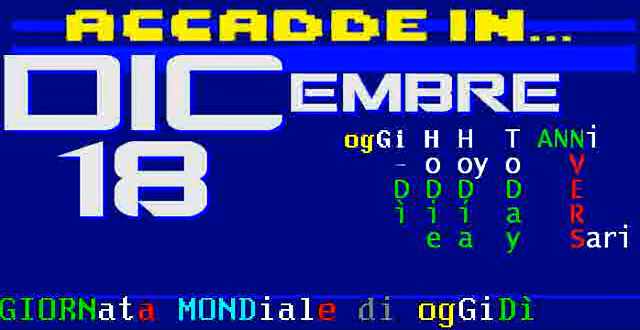 ACCADDE IN...
DICEMBRE
18
ogGi H H T ANNi
- o oy o V
D D D D E
ì i í a R
e a y Sari
GIORNata MONDiale di ogGiDì